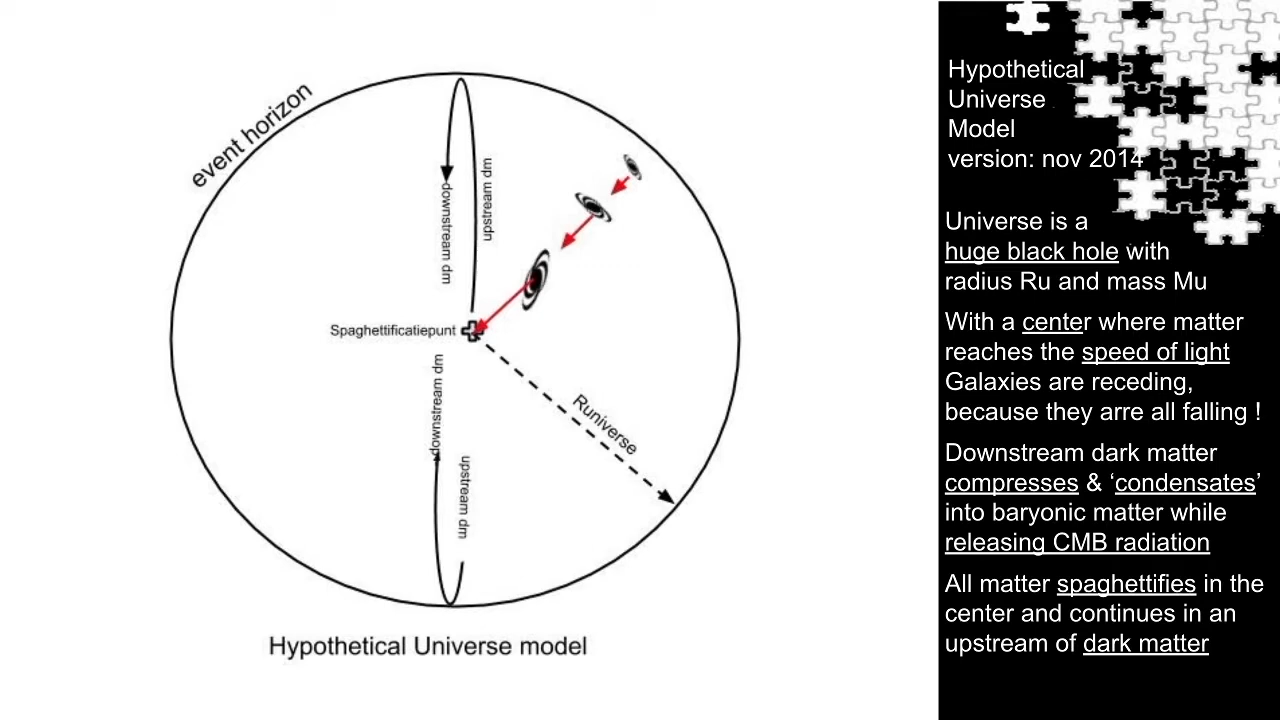 event horizon
downstream dm
upstream dm
Spaghettificatiepunt
downstream dm
upstream dm
Runiverse
Hypothetical Universe model
Hypothetical
Universe
Model
version: nov 2014
Universe is a
huge black hole with
radius Ru and mass Mu
With a center where matter
reaches the speed of light
Galaxies are receding,
because they arre all falling !
Downstream dark matter
compresses & ‘condensates’
into baryonic matter while
releasing CMB radiation
All matter spaghettifies in the
center and continues in an
upstream of dark matter